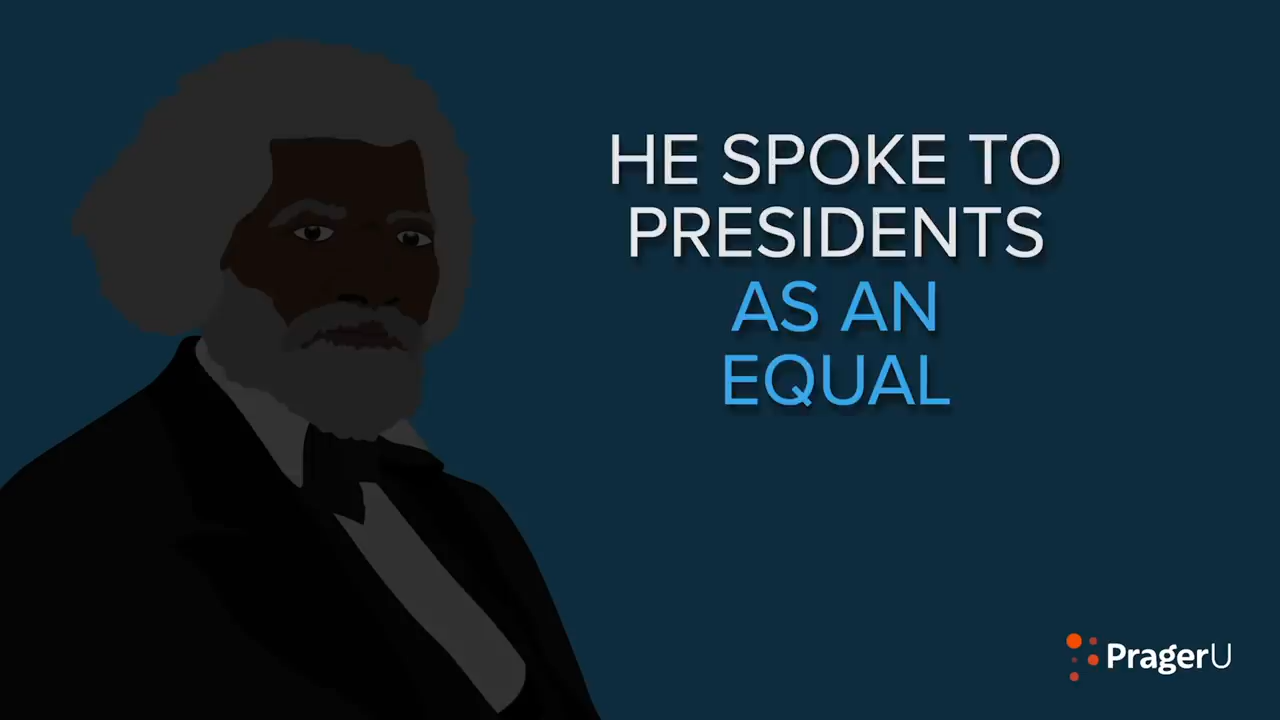 HE SPOKE TO
PRESIDENTS
AS AN
EQUAL
PragerU